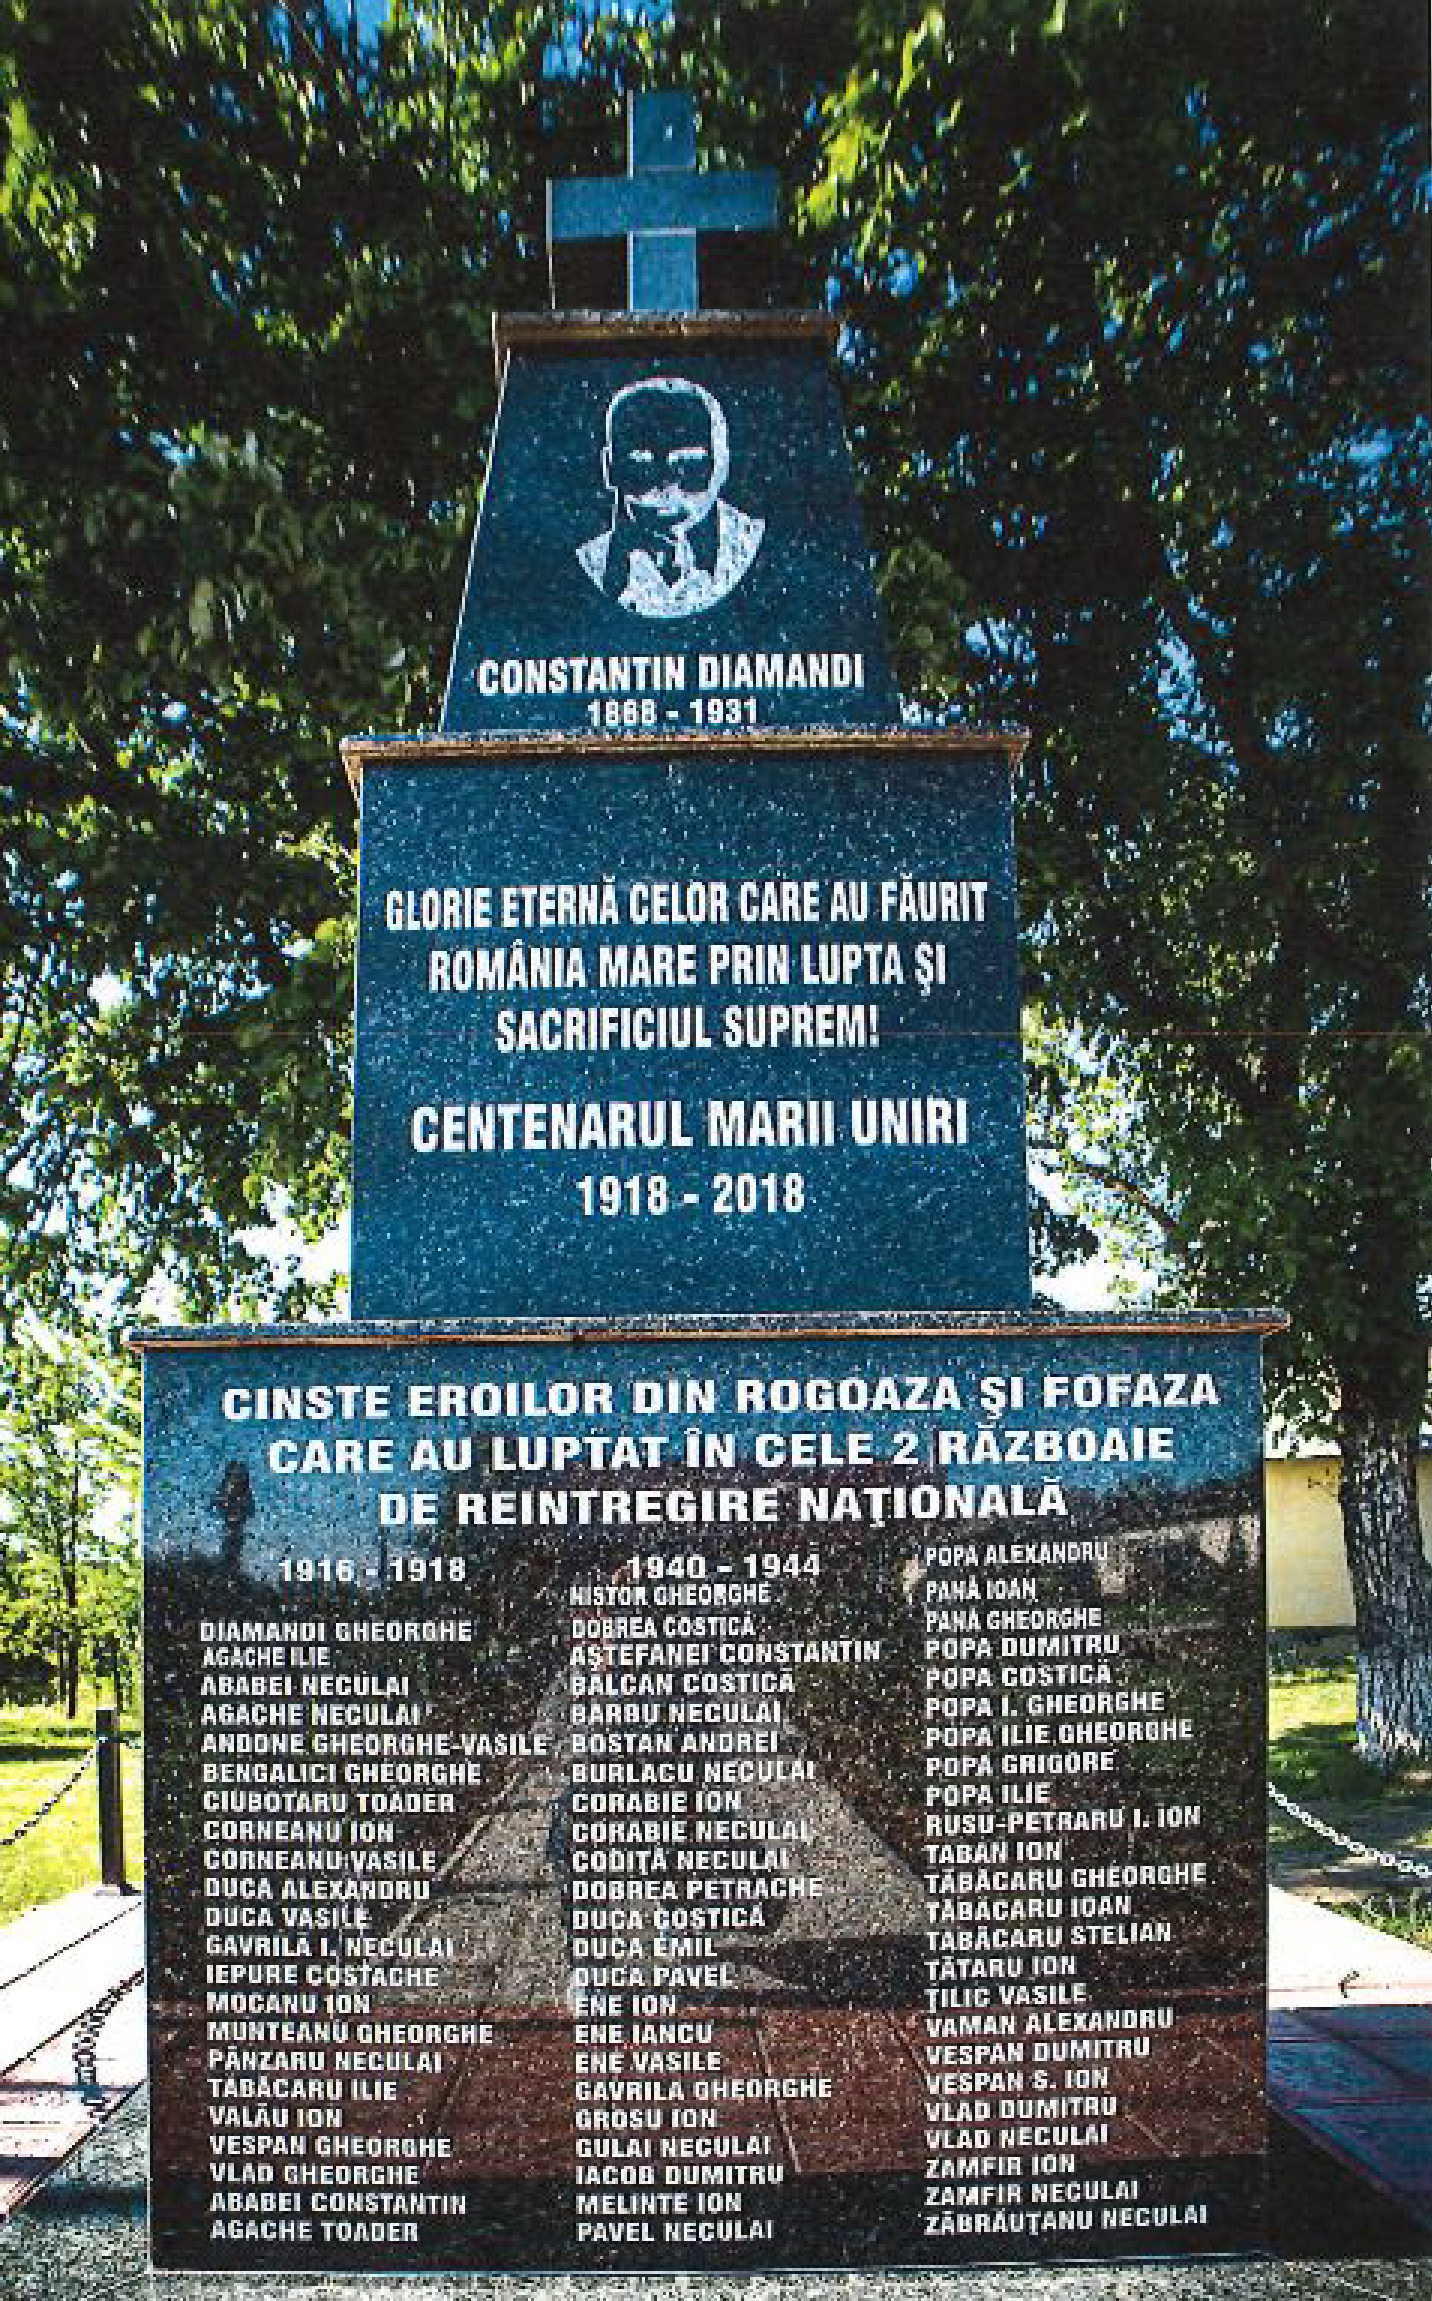 CONSTANTIN DIAMANDI
1868 - 1931
GLORIE ETERNĂ CELOR CARE AU FĂURIT
ROMÂNIA MARE PRIN LUPTA ŞI
SACRIFICIUL SUPREM!
CENTENARUL MARII UNIRI
1918 - 2018
CINSTE EROILOR DIN ROGOAZA ŞI FOFAZA
CARE AU LUPTAT ÎN CELE 2 RĂZBOAIE
DE REINTREGIRE NAŢIONALĂ
1916 - 1918
DIAMANDI GHEORGHE
AGACHE ILIE
ABABEI NECULAI
AGACHE NECULAI
ANDONE GHEORGHE-VASILE
BENGALICI GHEORGHE
CIUBOTARU TOADER
CORNEANU ION
CORNEANU VASILE
DUCA ALEXANDRU
DUCA VASILE
GAVRILĂ I. NECULAI
IEPURE COSTACHE
MOCANU ION
MUNTEANU GHEORGHE
PÂNZARU NECULAI
TĂBĂCARU ILIE
VALĂU ION
VESPAN GHEORGHE
VLAD GHEORGHE
ABABEI CONSTANTIN
AGACHE TOADER
1940 - 1944
NISTOR GHEORGHE
DOBREA COSTICĂ
AŞTEFANEI CONSTANTIN
BALCAN COSTICĂ
BARBU NECULAI
BOSTAN ANDREI
BURLACU NECULAI
CORABIE ION
CORABIE NECULAI
CODIŢĂ NECULAI
DOBREA PETRACHE
DUCA COSTICĂ
DUCA EMIL
DUCA PAVEL
ENE ION
ENE IANCU
ENE VASILE
GAVRILA GHEORGHE
GROSU ION
GULAI NECULAI
IACOB DUMITRU
MELINTE ION
PAVEL NECULAI
POPA ALEXANDRU
PANĂ IOAN
PANĂ GHEORGHE
POPA DUMITRU
POPA COSTICĂ
POPA I. GHEORGHE
POPA ILIE GHEORGHE
POPA GRIGORE
POPA ILIE
RUSU-PETRARU I. ION
TABAN ION
TĂBĂCARU GHEORGHE
TĂBĂCARU IOAN
TABĂCARU STELIAN
TĂTARU ION
ŢILIC VASILE
VAMAN ALEXANDRU
VESPAN DUMITRU
VESPAN S. ION
VLAD DUMITRU
VLAD NECULAI
ZAMFIR ION
ZAMFIR NECULAI
ZĂBRĂUŢANU NECULAI